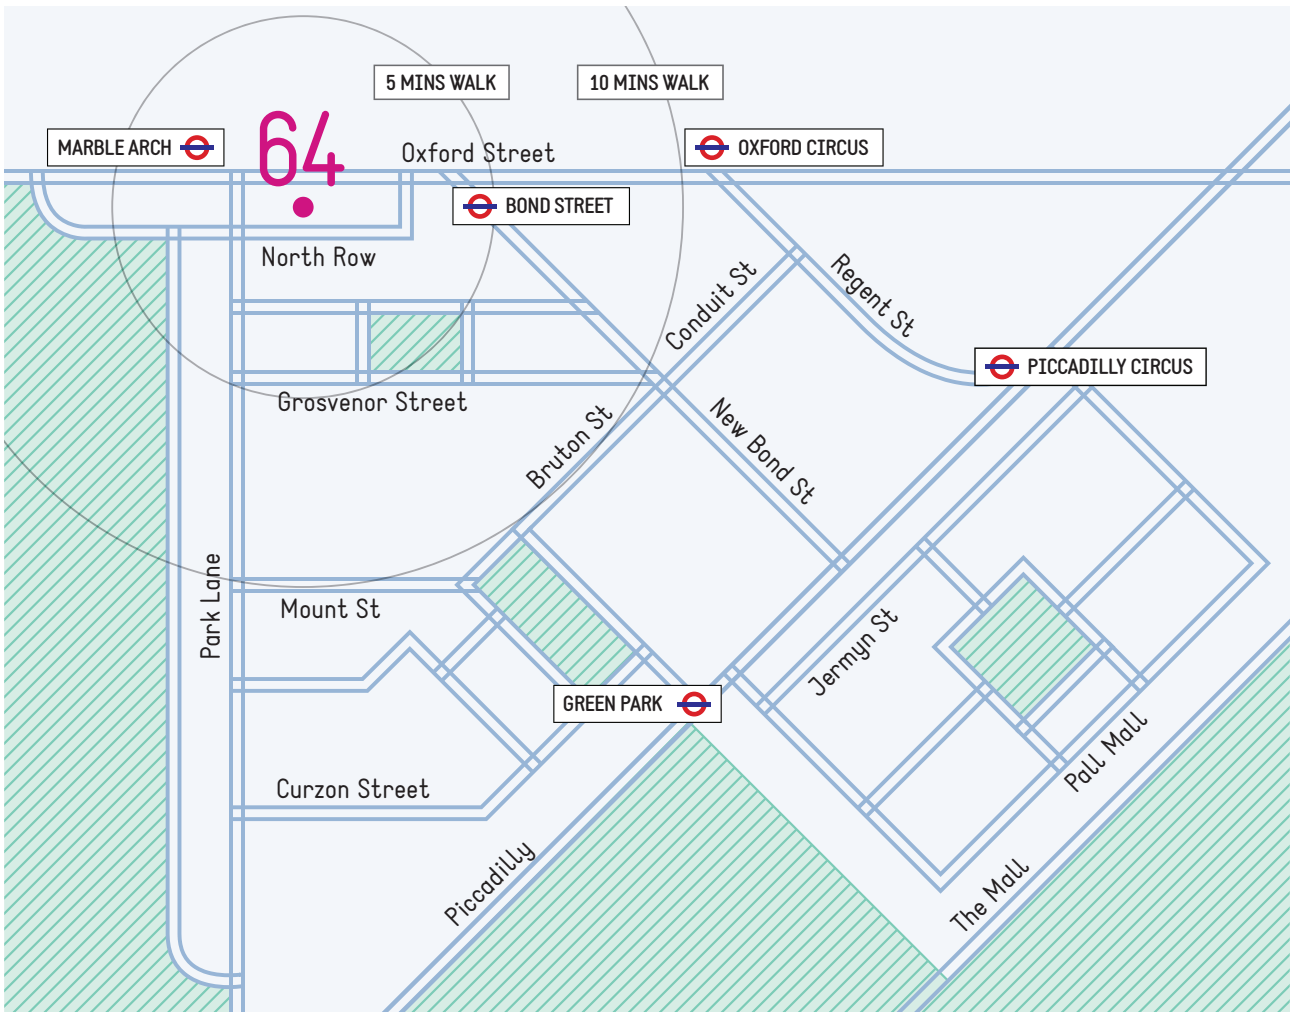 5 MINS WALK
10 MINS WALK
64
MARBLE ARCH
Oxford Street
OXFORD CIRCUS
BOND STREET
North Row
Conduit St
Regent St
PICCADILLY CIRCUS
Grosvenor Street
Bruton St
New Bond St
Park Lane
Mount St
Jermyn St
GREEN PARK
Pall Mall
Curzon Street
Piccadilly
The Mall